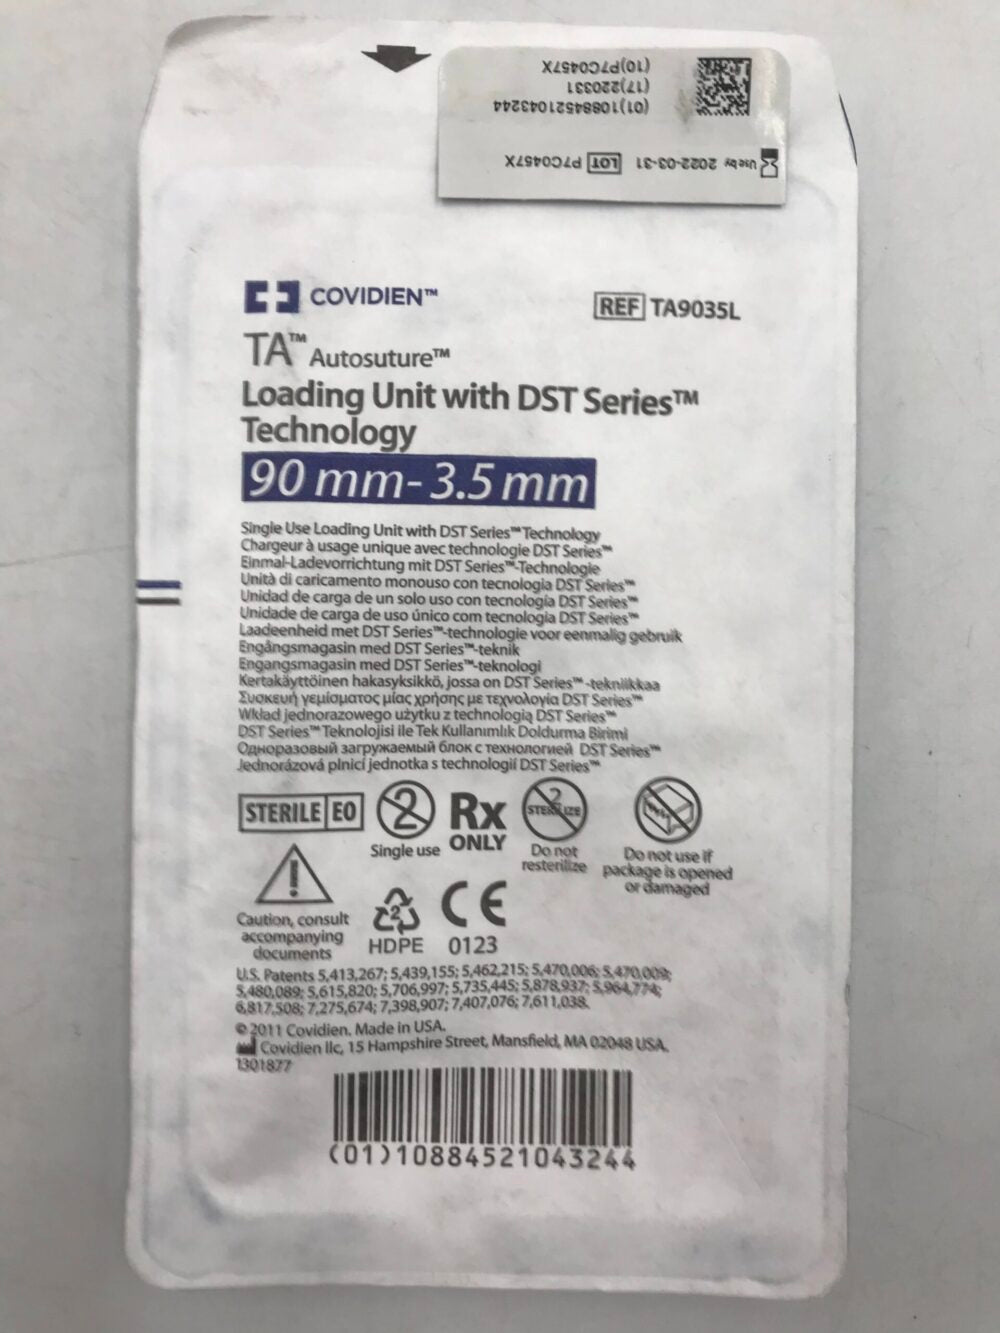 Use by 2022-03-31 LOT P7C0457X
(01)10884521043244
(17)220331
(10)P7C0457X
COVIDIEN™
REF TA9035L
TA™ Autosuture™
Loading Unit with DST Series™
Technology
90 mm - 3.5 mm
Single Use Loading Unit with DST Series™ Technology
Chargeur à usage unique avec technologie DST Series™
Einmal-Ladevorrichtung mit DST Series™-Technologie
Unità di caricamento monouso con tecnologia DST Series™
Unidad de carga de un solo uso con tecnología DST Series™
Unidade de carga de uso único com tecnologia DST Series™
Laadeenheid met DST Series™-technologie voor eenmalig gebruik
Engångsmagasin med DST Series™-teknik
Engangsmagasin med DST Series™-teknologi
Kertakäyttöinen hakasyksikkö, jossa on DST Series™ -tekniikkaa
Συσκευή γεμίσματος μίας χρήσης με τεχνολογία DST Series™
Wkład jednorazowego użytku z technologią DST Series™
DST Series™ Teknolojisi ile Tek Kullanımlık Doldurma Birimi
Одноразовый загружаемый блок с технологией DST Series™
Jednorázová plnicí jednotka s technologií DST Series™
STERILE EO
2
Single use
Rx
ONLY
2
STERILIZE
Do not
resterilize
Do not use if
package is opened
or damaged
!
Caution, consult
accompanying
documents
2
HDPE
CE
0123
U.S. Patents 5,413,267; 5,439,155; 5,462,215; 5,470,006; 5,470,009;
5,480,089; 5,615,820; 5,706,997; 5,735,445; 5,878,937; 5,964,774;
6,817,508; 7,275,674; 7,398,907; 7,407,076; 7,611,038.
© 2011 Covidien. Made in USA.
Covidien llc, 15 Hampshire Street, Mansfield, MA 02048 USA.
1301877
(01)10884521043244